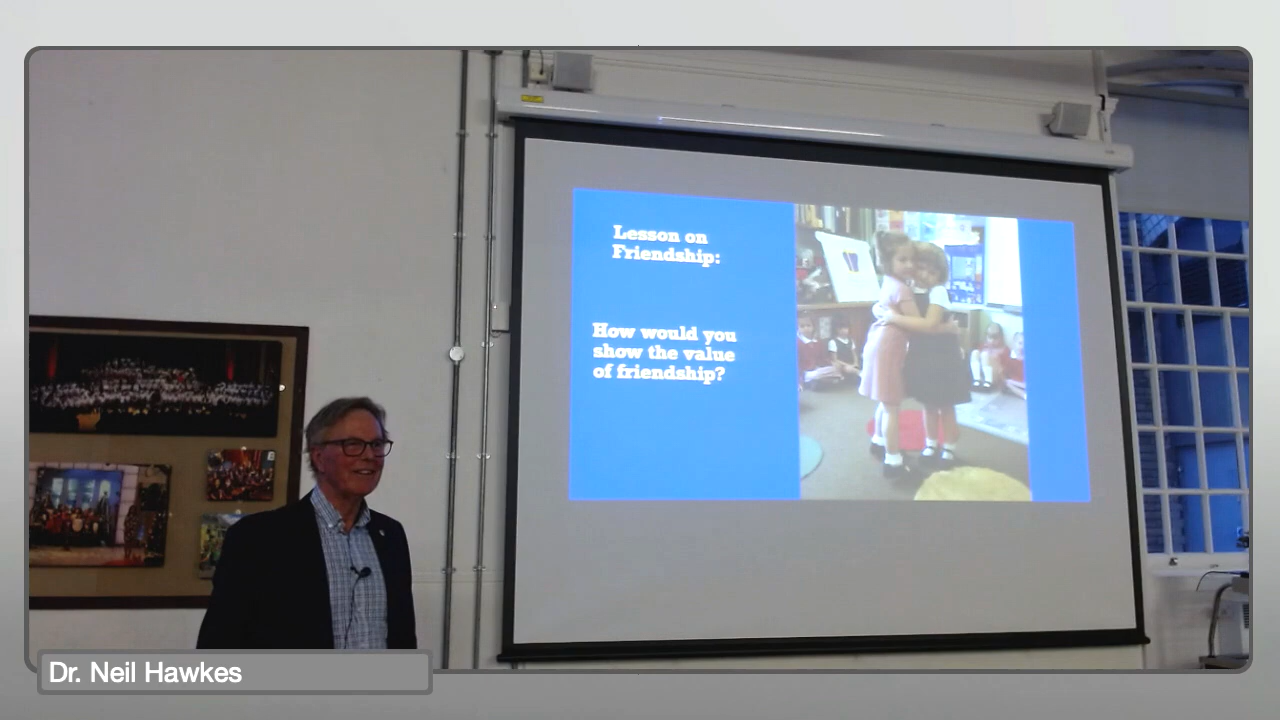 Lesson on
Friendship:
How would you
show the value
of friendship?
Dr. Neil Hawkes